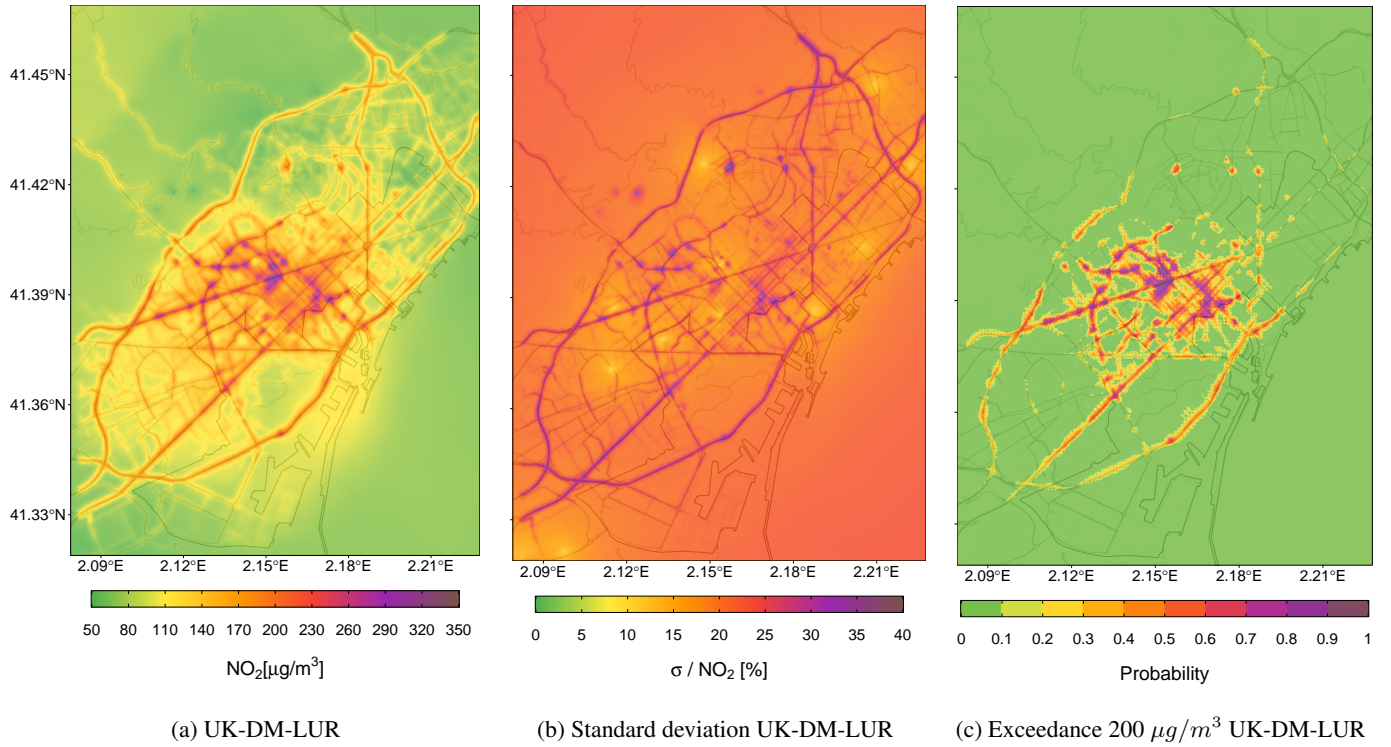 41.45°N
41.42°N
41.39°N
41.36°N
41.33°N
2.09°E 2.12°E 2.15°E 2.18°E 2.21°E
2.09°E 2.12°E 2.15°E 2.18°E 2.21°E
2.09°E 2.12°E 2.15°E 2.18°E 2.21°E
50 80 110 140 170 200 230 260 290 320 350
0 5 10 15 20 25 30 35 40
0 0.1 0.2 0.3 0.4 0.5 0.6 0.7 0.8 0.9 1
NO₂[μg/m³]
σ / NO₂ [%]
Probability
(a) UK-DM-LUR
(b) Standard deviation UK-DM-LUR
(c) Exceedance 200 μg/m³ UK-DM-LUR